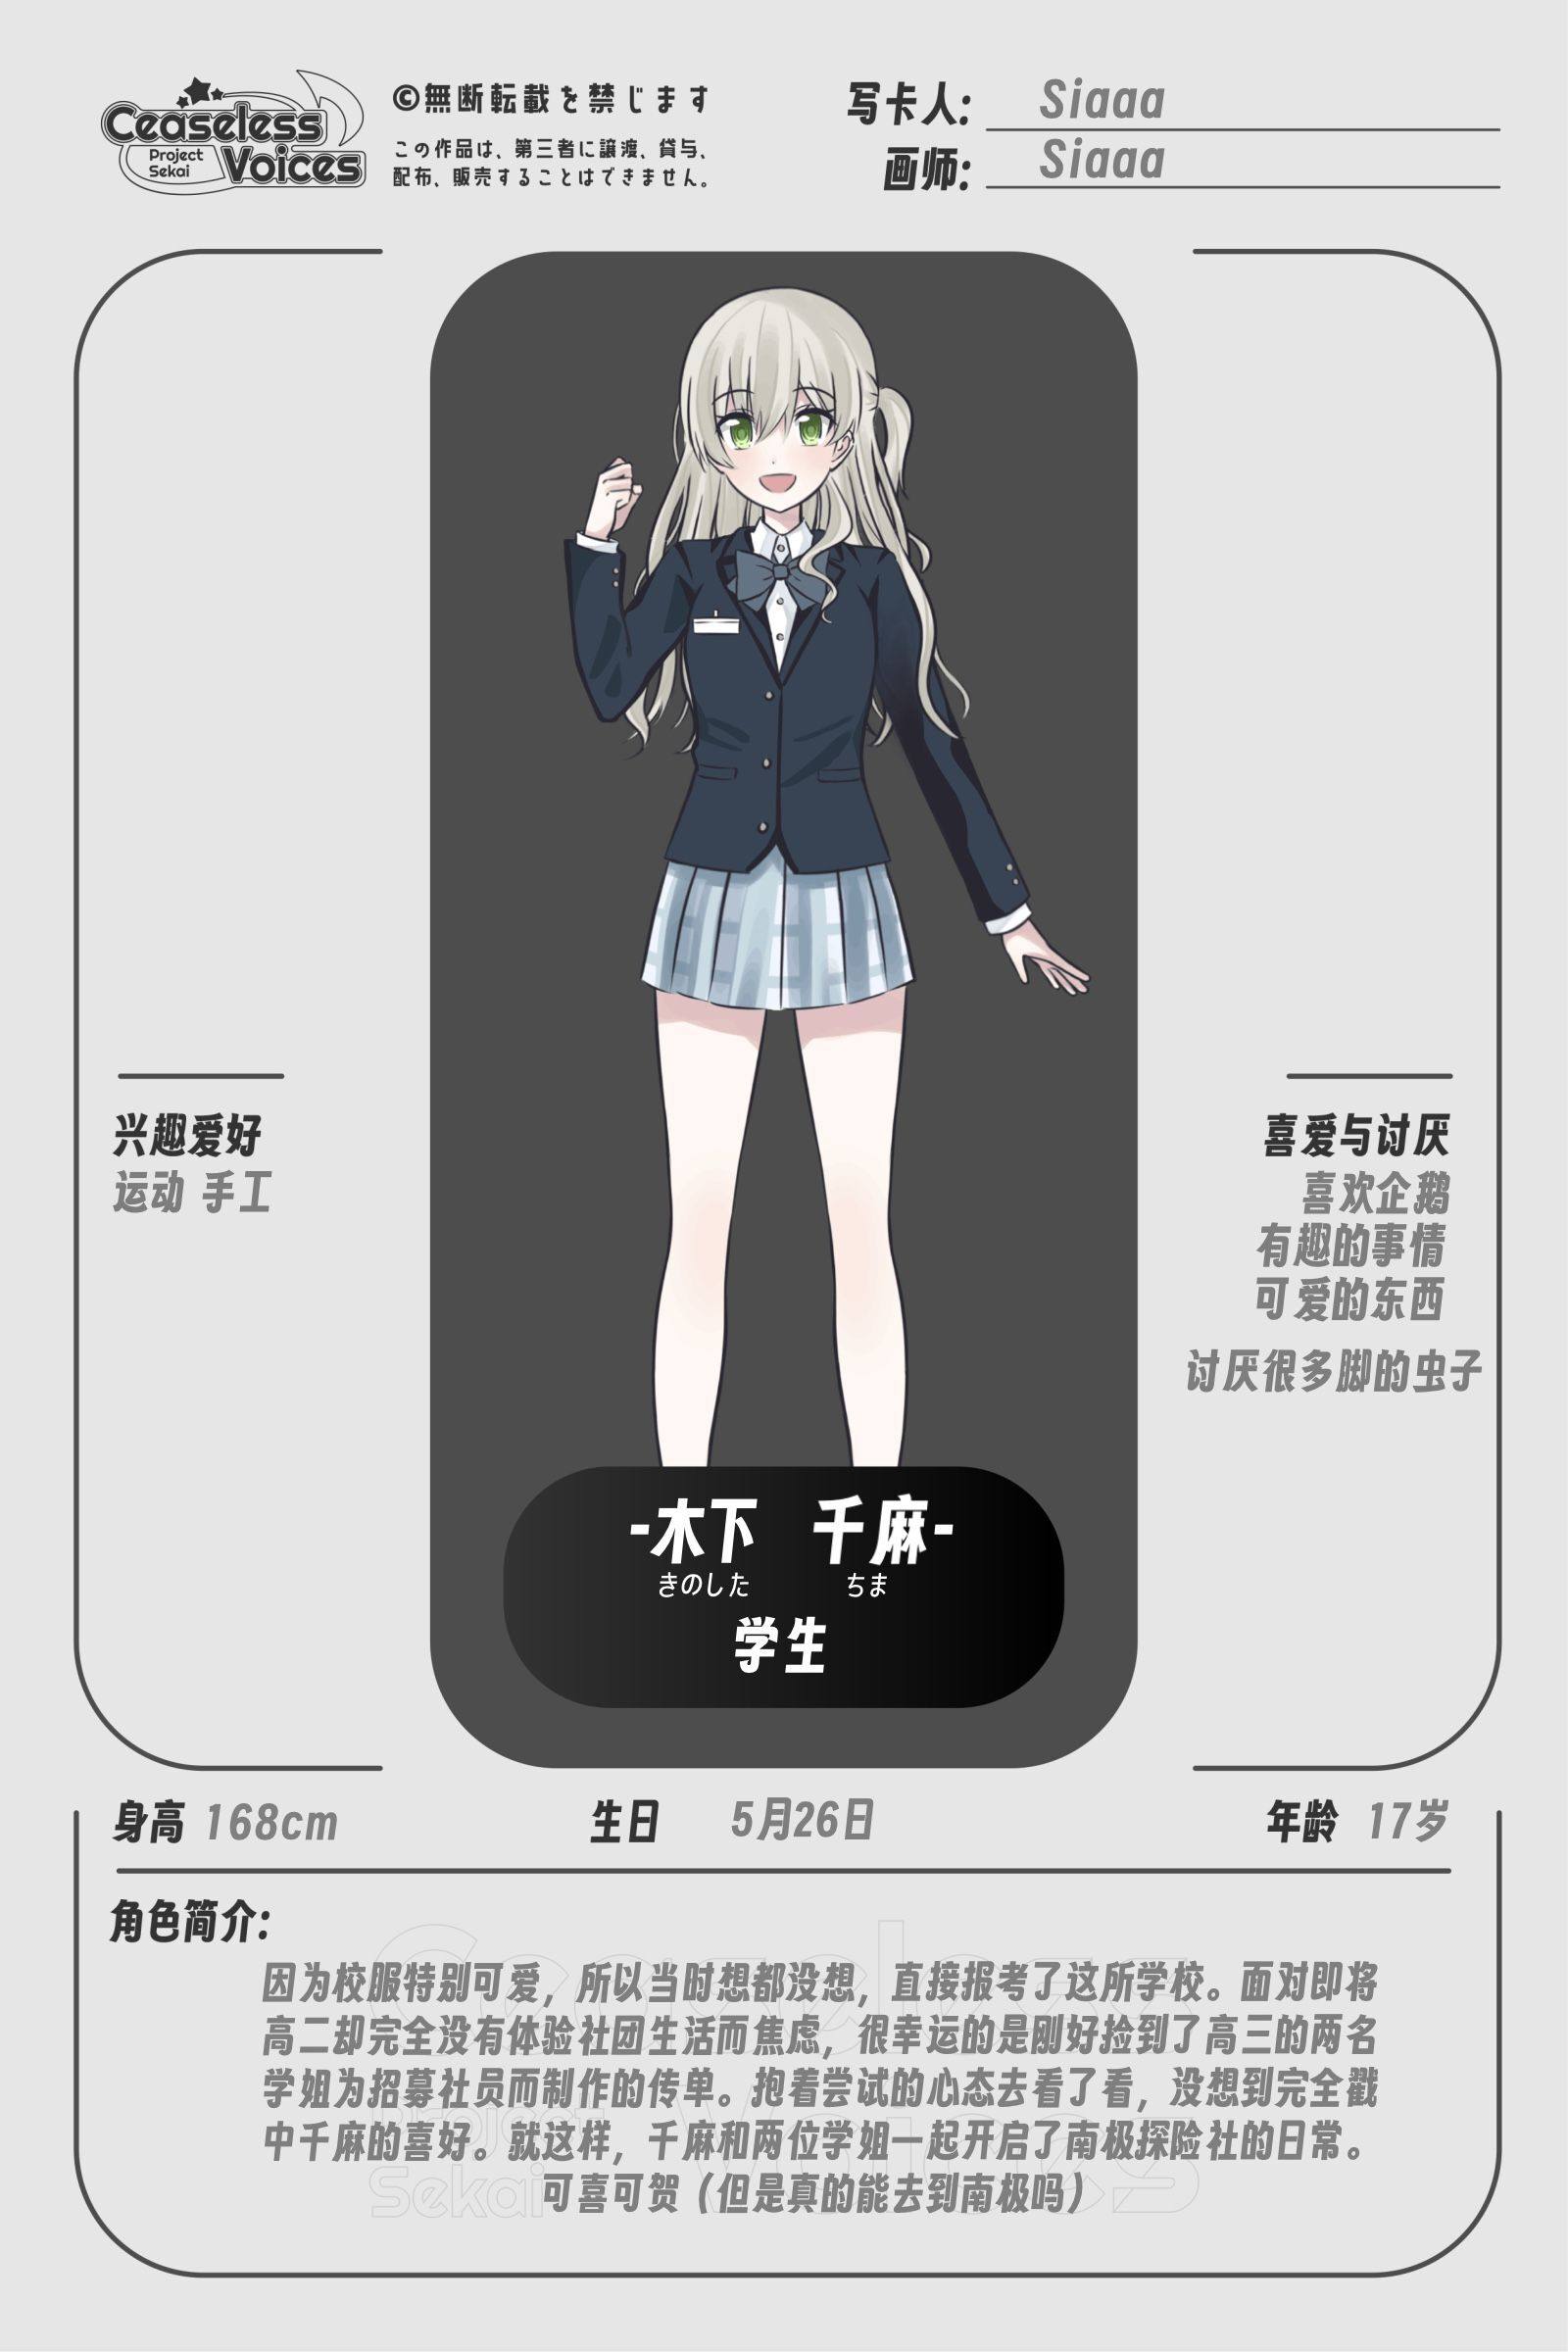 Ceaseless
Project
Sekai
Voices
©無断転載を禁じます
この作品は、第三者に譲渡、貸与、
配布、販売することはできません。
写卡人: Siaaa
画师: Siaaa
兴趣爱好
运动 手工
喜爱与讨厌
喜欢企鹅
有趣的事情
可爱的东西
讨厌很多脚的虫子
-木下 千麻-
きのした ちま
学生
身高 168cm
生日 5月26日
年龄 17岁
角色简介:
因为校服特别可爱，所以当时想都没想，直接报考了这所学校。面对即将
高二却完全没有体验社团生活而焦虑，很幸运的是刚好捡到了高三的两名
学姐为招募社员而制作的传单。抱着尝试的心态去看了看，没想到完全戳
中千麻的喜好。就这样，千麻和两位学姐一起开启了南极探险社的日常。
可喜可贺（但是真的能去到南极吗）
Ceaseless
Project
Sekai
Voices